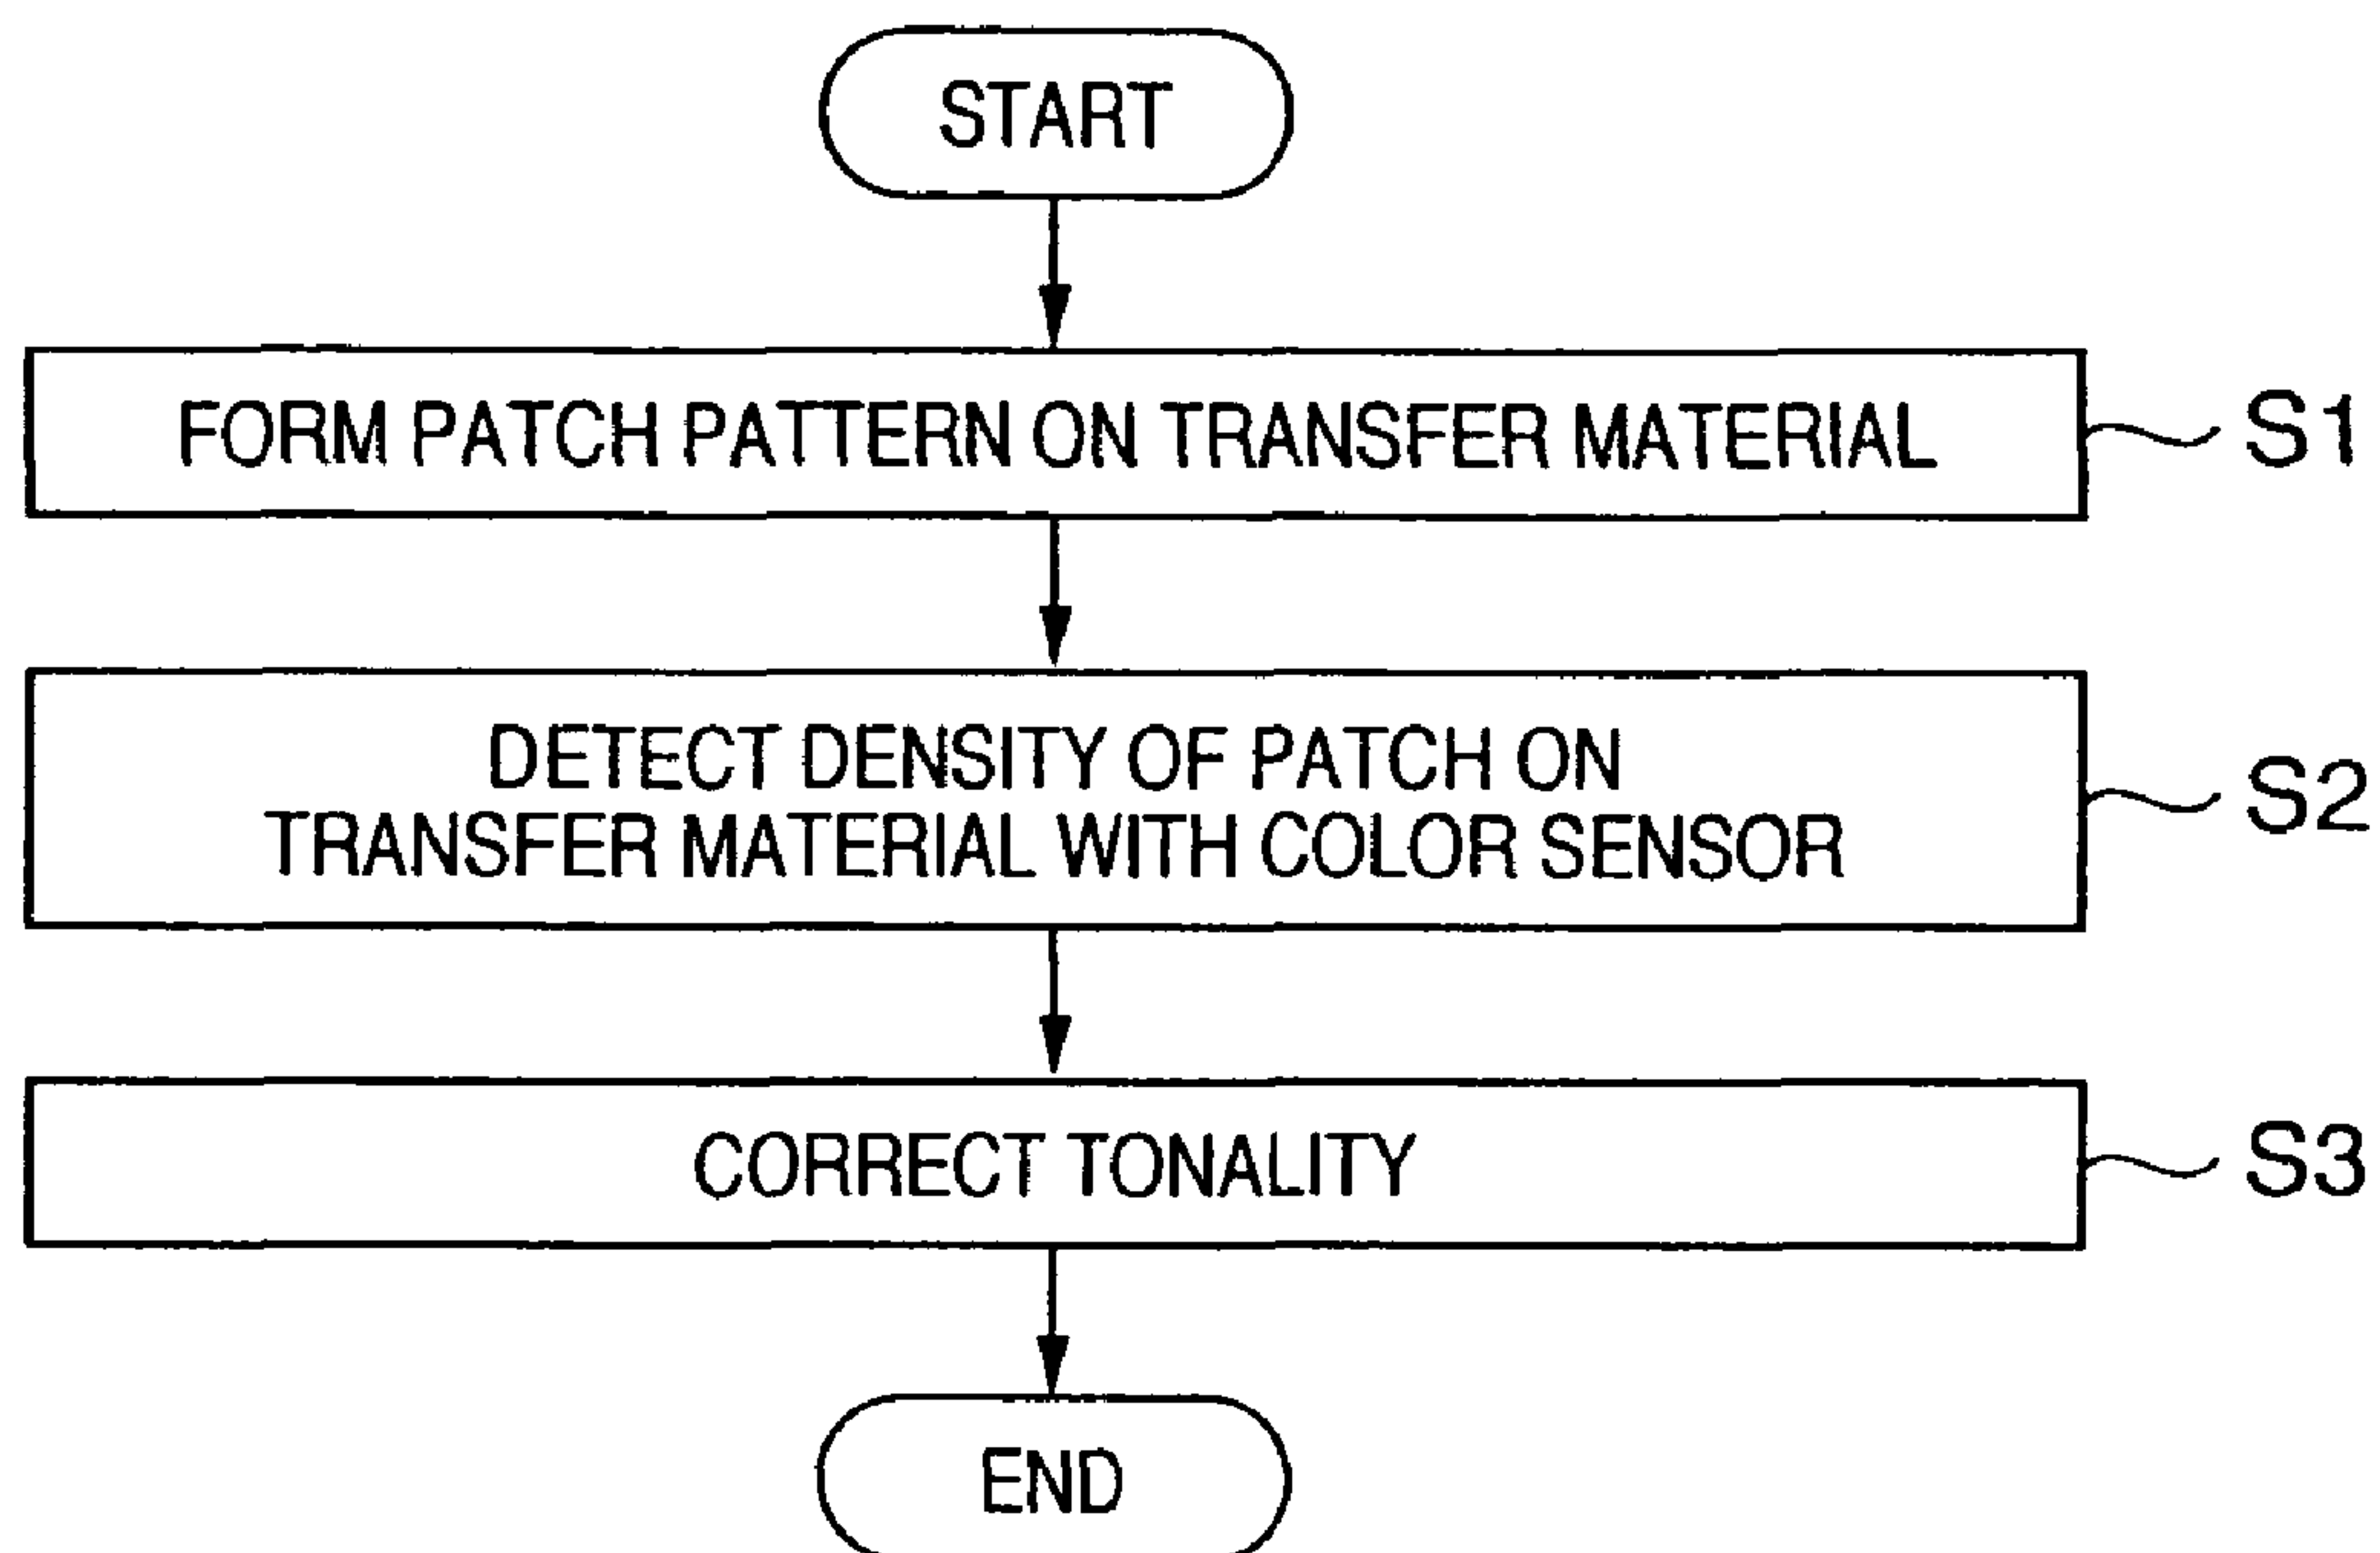 START
FORM PATCH PATTERN ON TRANSFER MATERIAL
S1
DETECT DENSITY OF PATCH ON
TRANSFER MATERIAL WITH COLOR SENSOR
S2
CORRECT TONALITY
S3
END